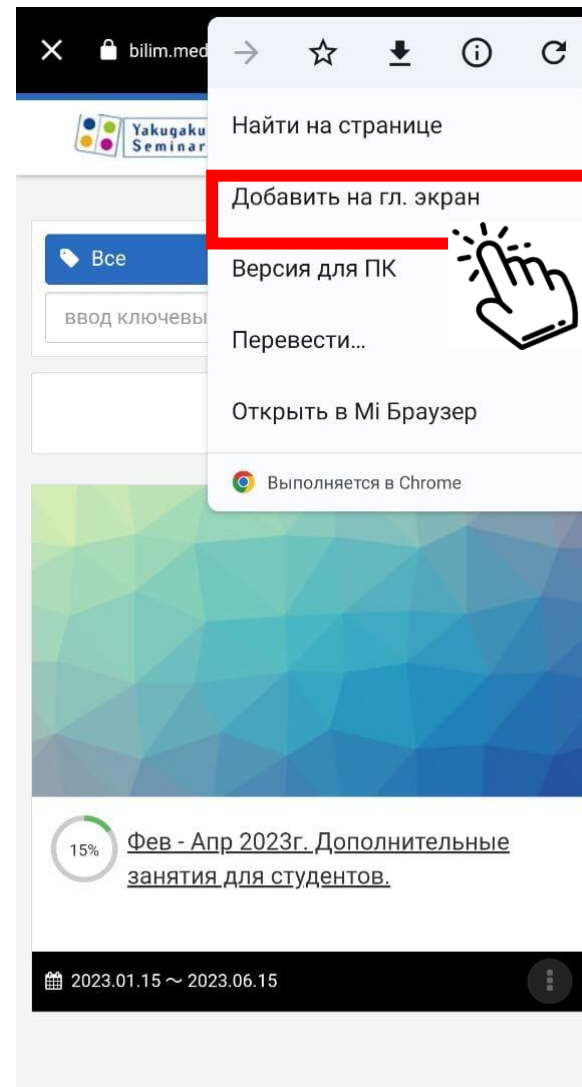 bilim.med
Yakugaku
Seminar
Найти на странице
Добавить на гл. экран
Все
Версия для ПК
ввод ключевы
Перевести...
Открыть в Mi Браузер
Выполняется в Chrome
15%
Фев - Апр 2023г. Дополнительные
занятия для студентов.
2023.01.15 ~ 2023.06.15